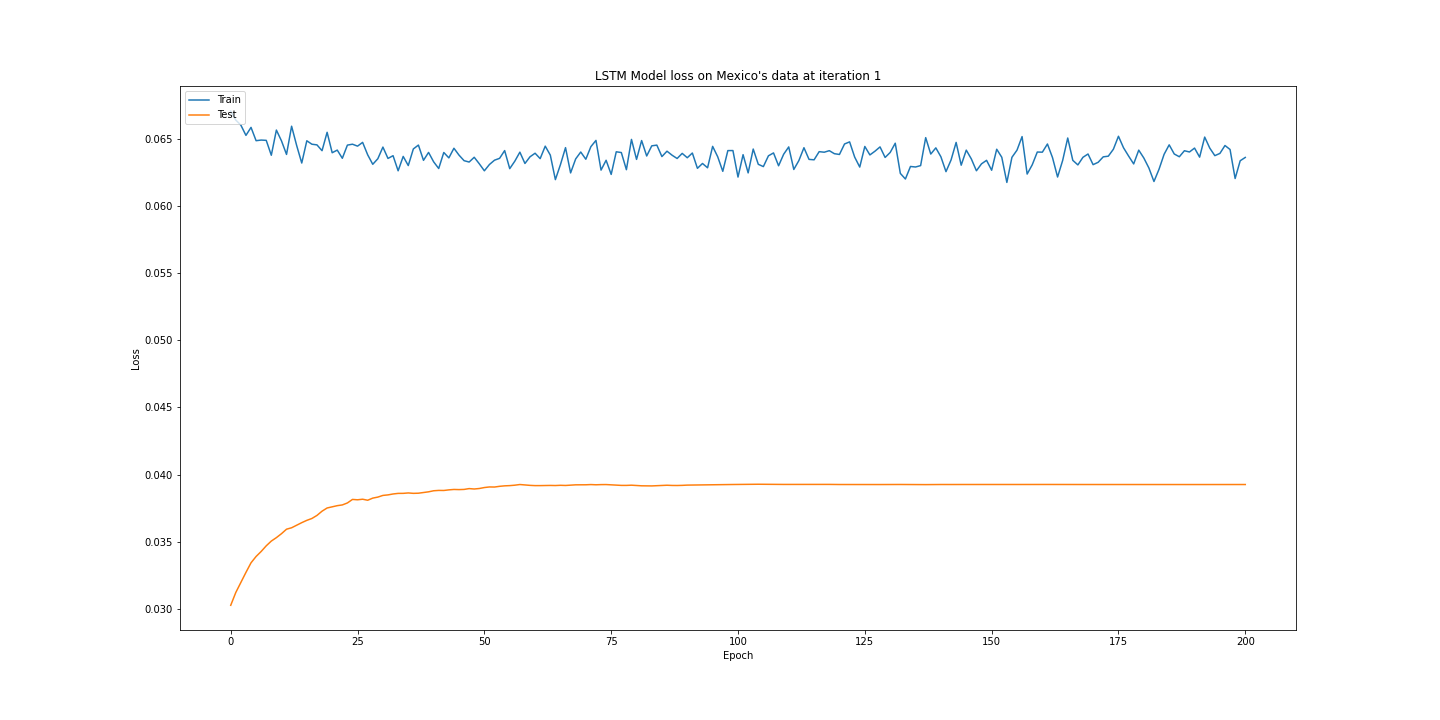 LSTM Model loss on Mexico's data at iteration 1
Train
Test
0.065
0.060
0.055
0.050
0.045
0.040
0.035
0.030
Loss
0 25 50 75 100 125 150 175 200
Epoch